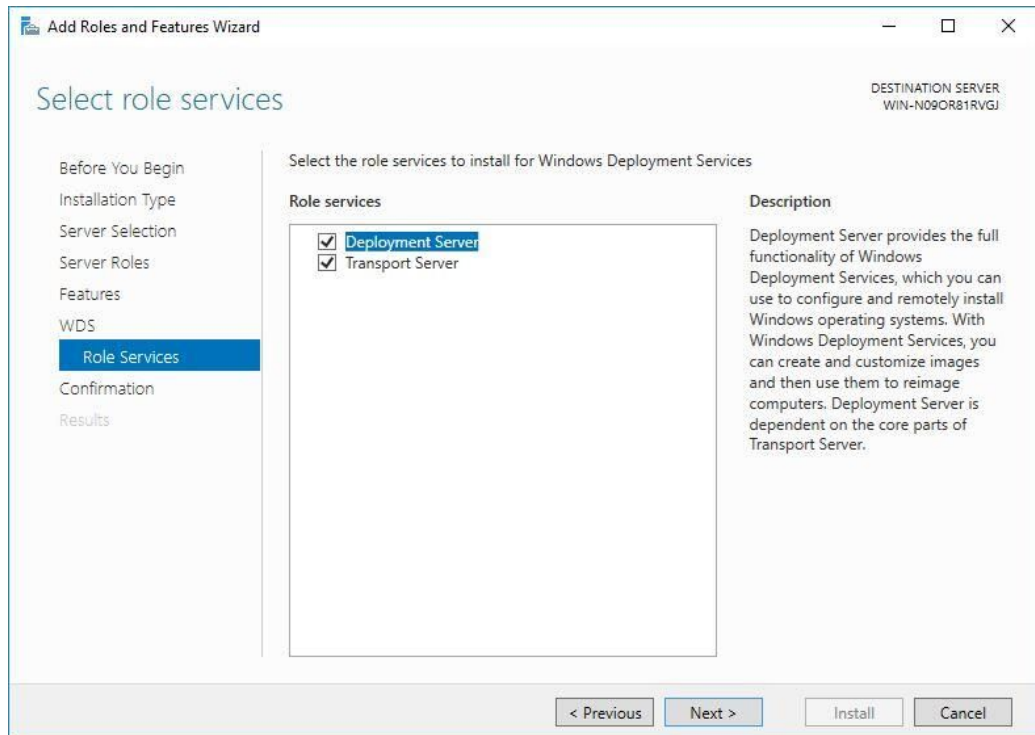 Add Roles and Features Wizard
Select role services
DESTINATION SERVER
WIN-N09OR81RVGJ
Before You Begin
Installation Type
Server Selection
Server Roles
Features
WDS
Role Services
Confirmation
Results
Select the role services to install for Windows Deployment Services
Role services
Deployment Server
Transport Server
Description
Deployment Server provides the full
functionality of Windows
Deployment Services, which you can
use to configure and remotely install
Windows operating systems. With
Windows Deployment Services, you
can create and customize images
and then use them to reimage
computers. Deployment Server is
dependent on the core parts of
Transport Server.
< Previous
Next >
Install
Cancel